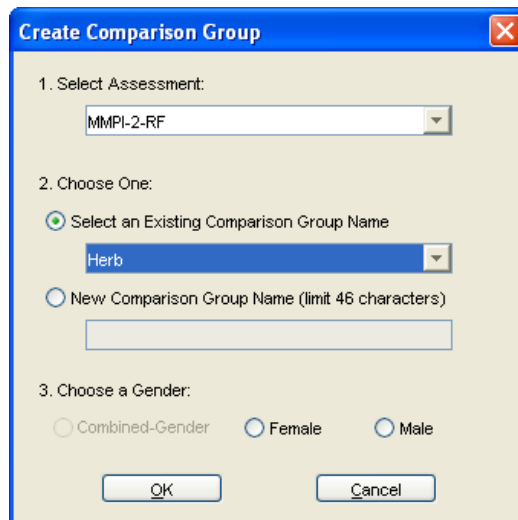 Create Comparison Group
1. Select Assessment:
MMPI-2-RF
2. Choose One:
Select an Existing Comparison Group Name
Herb
New Comparison Group Name (limit 46 characters)
3. Choose a Gender:
Combined-Gender Female Male
OK Cancel